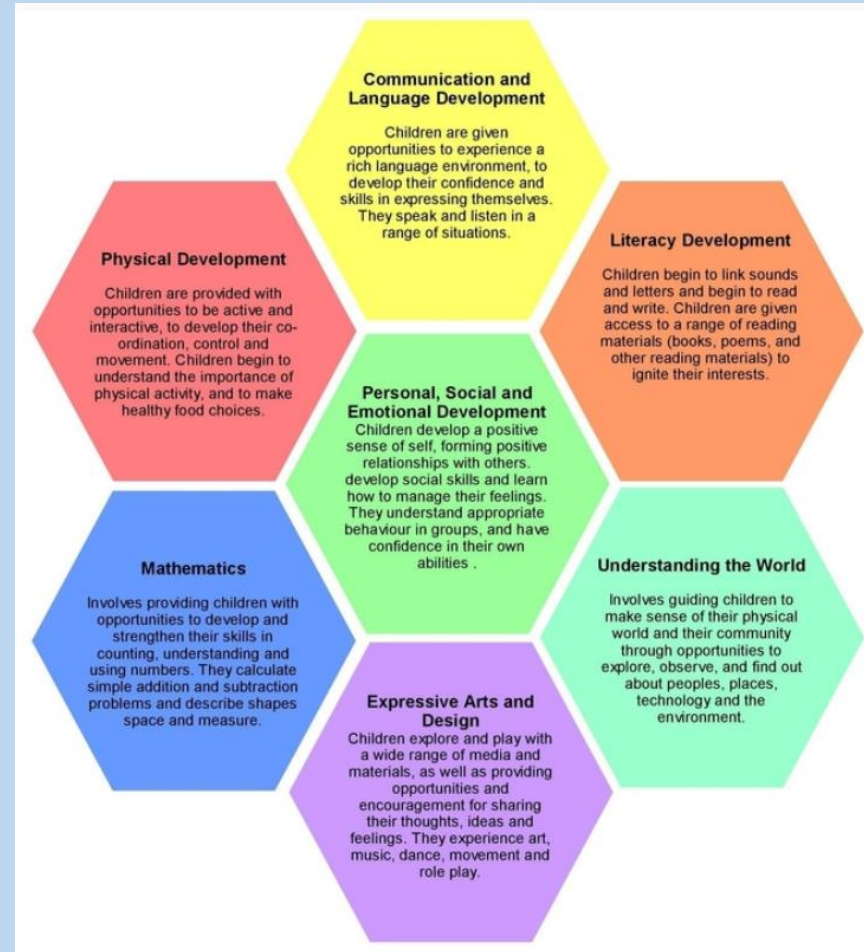 Communication and
Language Development
Children are given
opportunities to experience a
rich language environment, to
develop their confidence and
skills in expressing themselves.
They speak and listen in a
range of situations.
Physical Development
Children are provided with
opportunities to be active and
interactive, to develop their co-
ordination, control and
movement. Children begin to
understand the importance of
physical activity, and to make
healthy food choices.
Literacy Development
Children begin to link sounds
and letters and begin to read
and write. Children are given
access to a range of reading
materials (books, poems, and
other reading materials) to
ignite their interests.
Personal, Social and
Emotional Development
Children develop a positive
sense of self, forming positive
relationships with others.
develop social skills and learn
how to manage their feelings.
They understand appropriate
behaviour in groups, and have
confidence in their own
abilities .
Mathematics
Involves providing children with
opportunities to develop and
strengthen their skills in
counting, understanding and
using numbers. They calculate
simple addition and subtraction
problems and describe shapes
space and measure.
Understanding the World
Involves guiding children to
make sense of their physical
world and their community
through opportunities to
explore, observe, and find out
about peoples, places,
technology and the
environment.
Expressive Arts and
Design
Children explore and play with
a wide range of media and
materials, as well as providing
opportunities and
encouragement for sharing
their thoughts, ideas and
feelings. They experience art,
music, dance, movement and
role play.